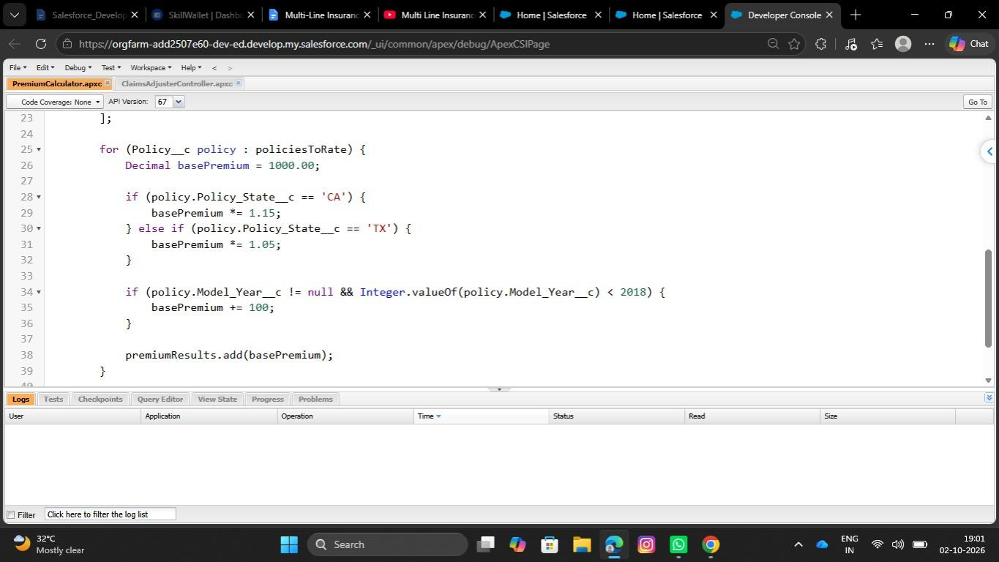 Salesforce_Develop
SkillWallet | Dashbo
Multi-Line Insuranc
Multi Line Insuranc
Home | Salesforce
Home | Salesforce
Developer Console
https://orgfarm-add2507e60-dev-ed.develop.my.salesforce.com/_ui/common/apex/debug/ApexCSIPage
Chat
File Edit Debug Test Workspace Help < >
PremiumCalculator.apxc ClaimsAdjusterController.apxc
Code Coverage: None API Version: 67 Go To
23 ];
24
25 for (Policy__c policy : policiesToRate) {
26 Decimal basePremium = 1000.00;
27
28 if (policy.Policy_State__c == 'CA') {
29 basePremium *= 1.15;
30 } else if (policy.Policy_State__c == 'TX') {
31 basePremium *= 1.05;
32 }
33
34 if (policy.Model_Year__c != null && Integer.valueOf(policy.Model_Year__c) < 2018) {
35 basePremium += 100;
36 }
37
38 premiumResults.add(basePremium);
39 }
40
Logs Tests Checkpoints Query Editor View State Progress Problems
User Application Operation Time Status Read Size
Filter Click here to filter the log list
32°C
Mostly clear
Search
ENG
IN
19:01
02-10-2026